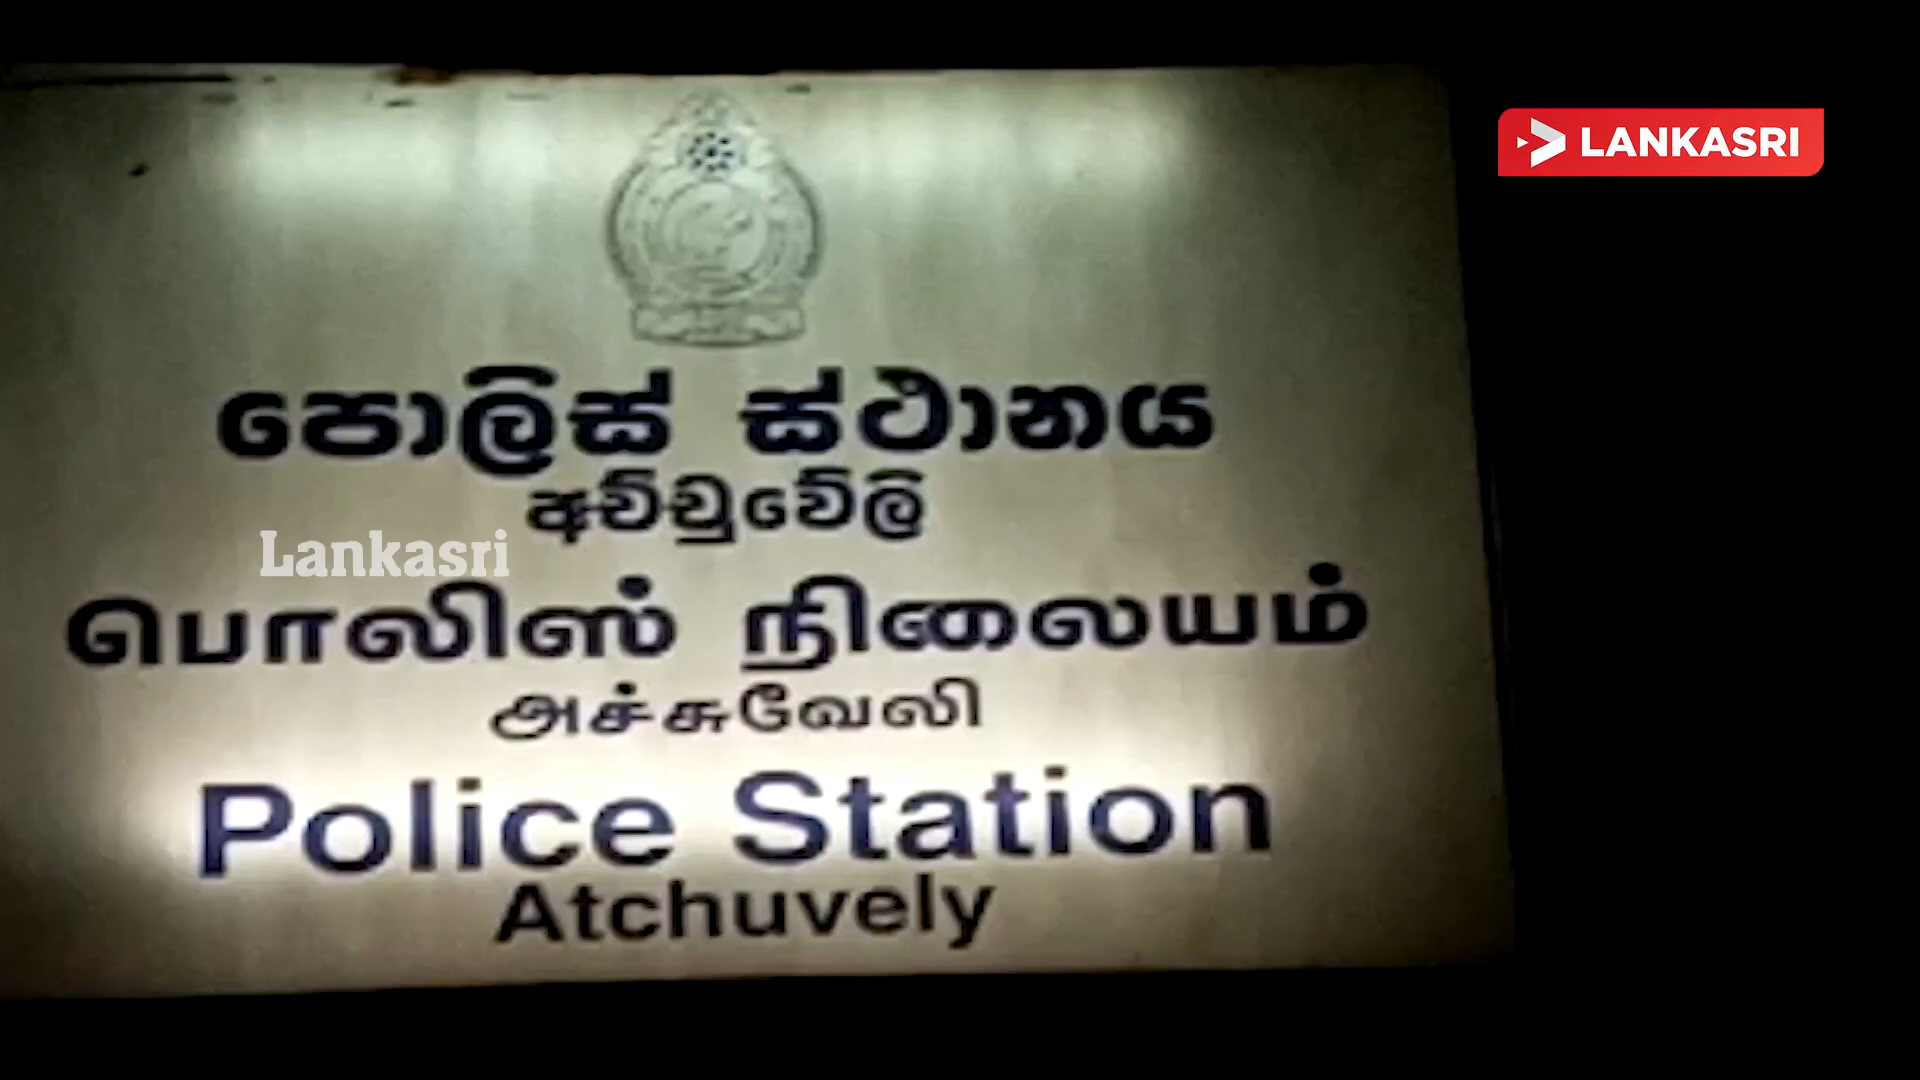 LANKASRI
පොලිස් ස්ථානය
අච්චුවේලි
Lankasri
பொலிஸ் நிலையம்
அச்சுவேலி
Police Station
Atchuvely